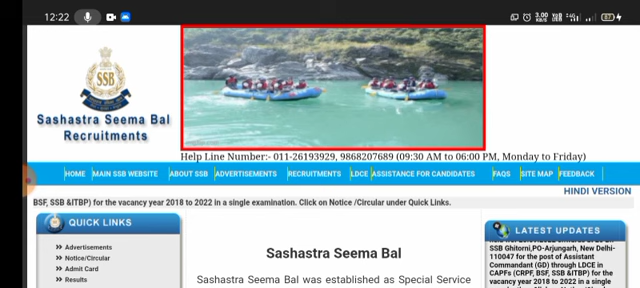 12:22
3.00
KB/S
87
SSB
Sashastra Seema Bal
Recruitments
Help Line Number:- 011-26193929, 9868207689 (09:30 AM to 06:00 PM, Monday to Friday)
HOME MAIN SSB WEBSITE ABOUT SSB ADVERTISEMENTS RECRUITMENTS LDCE ASSISTANCE FOR CANDIDATES FAQS SITE MAP FEEDBACK
HINDI VERSION
BSF, SSB &ITBP) for the vacancy year 2018 to 2022 in a single examination. Click on Notice /Circular under Quick Links.
QUICK LINKS
>> Advertisements
>> Notice/Circular
>> Admit Card
>> Results
Sashastra Seema Bal
Sashastra Seema Bal was established as Special Service
LATEST UPDATES
SSB Ghitorni,PO-Arjungarh, New Delhi-
110047 for the post of Assistant
Commandant (GD) through LDCE in
CAPFs (CRPF, BSF, SSB &ITBP) for the
vacancy year 2018 to 2022 in a single